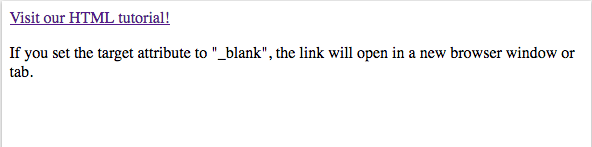 Visit our HTML tutorial!
If you set the target attribute to "_blank", the link will open in a new browser window or
tab.